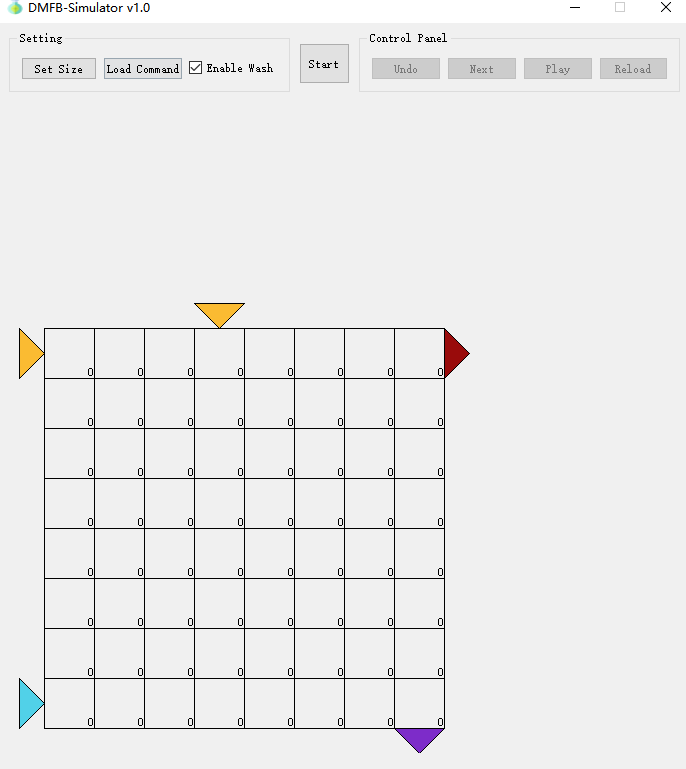 DMFB-Simulator v1.0
Setting
Control Panel
Set Size
Load Command
Enable Wash
Start
Undo
Next
Play
Reload
0 0 0 0 0 0 0 0
0 0 0 0 0 0 0 0
0 0 0 0 0 0 0 0
0 0 0 0 0 0 0 0
0 0 0 0 0 0 0 0
0 0 0 0 0 0 0 0
0 0 0 0 0 0 0 0
0 0 0 0 0 0 0 0